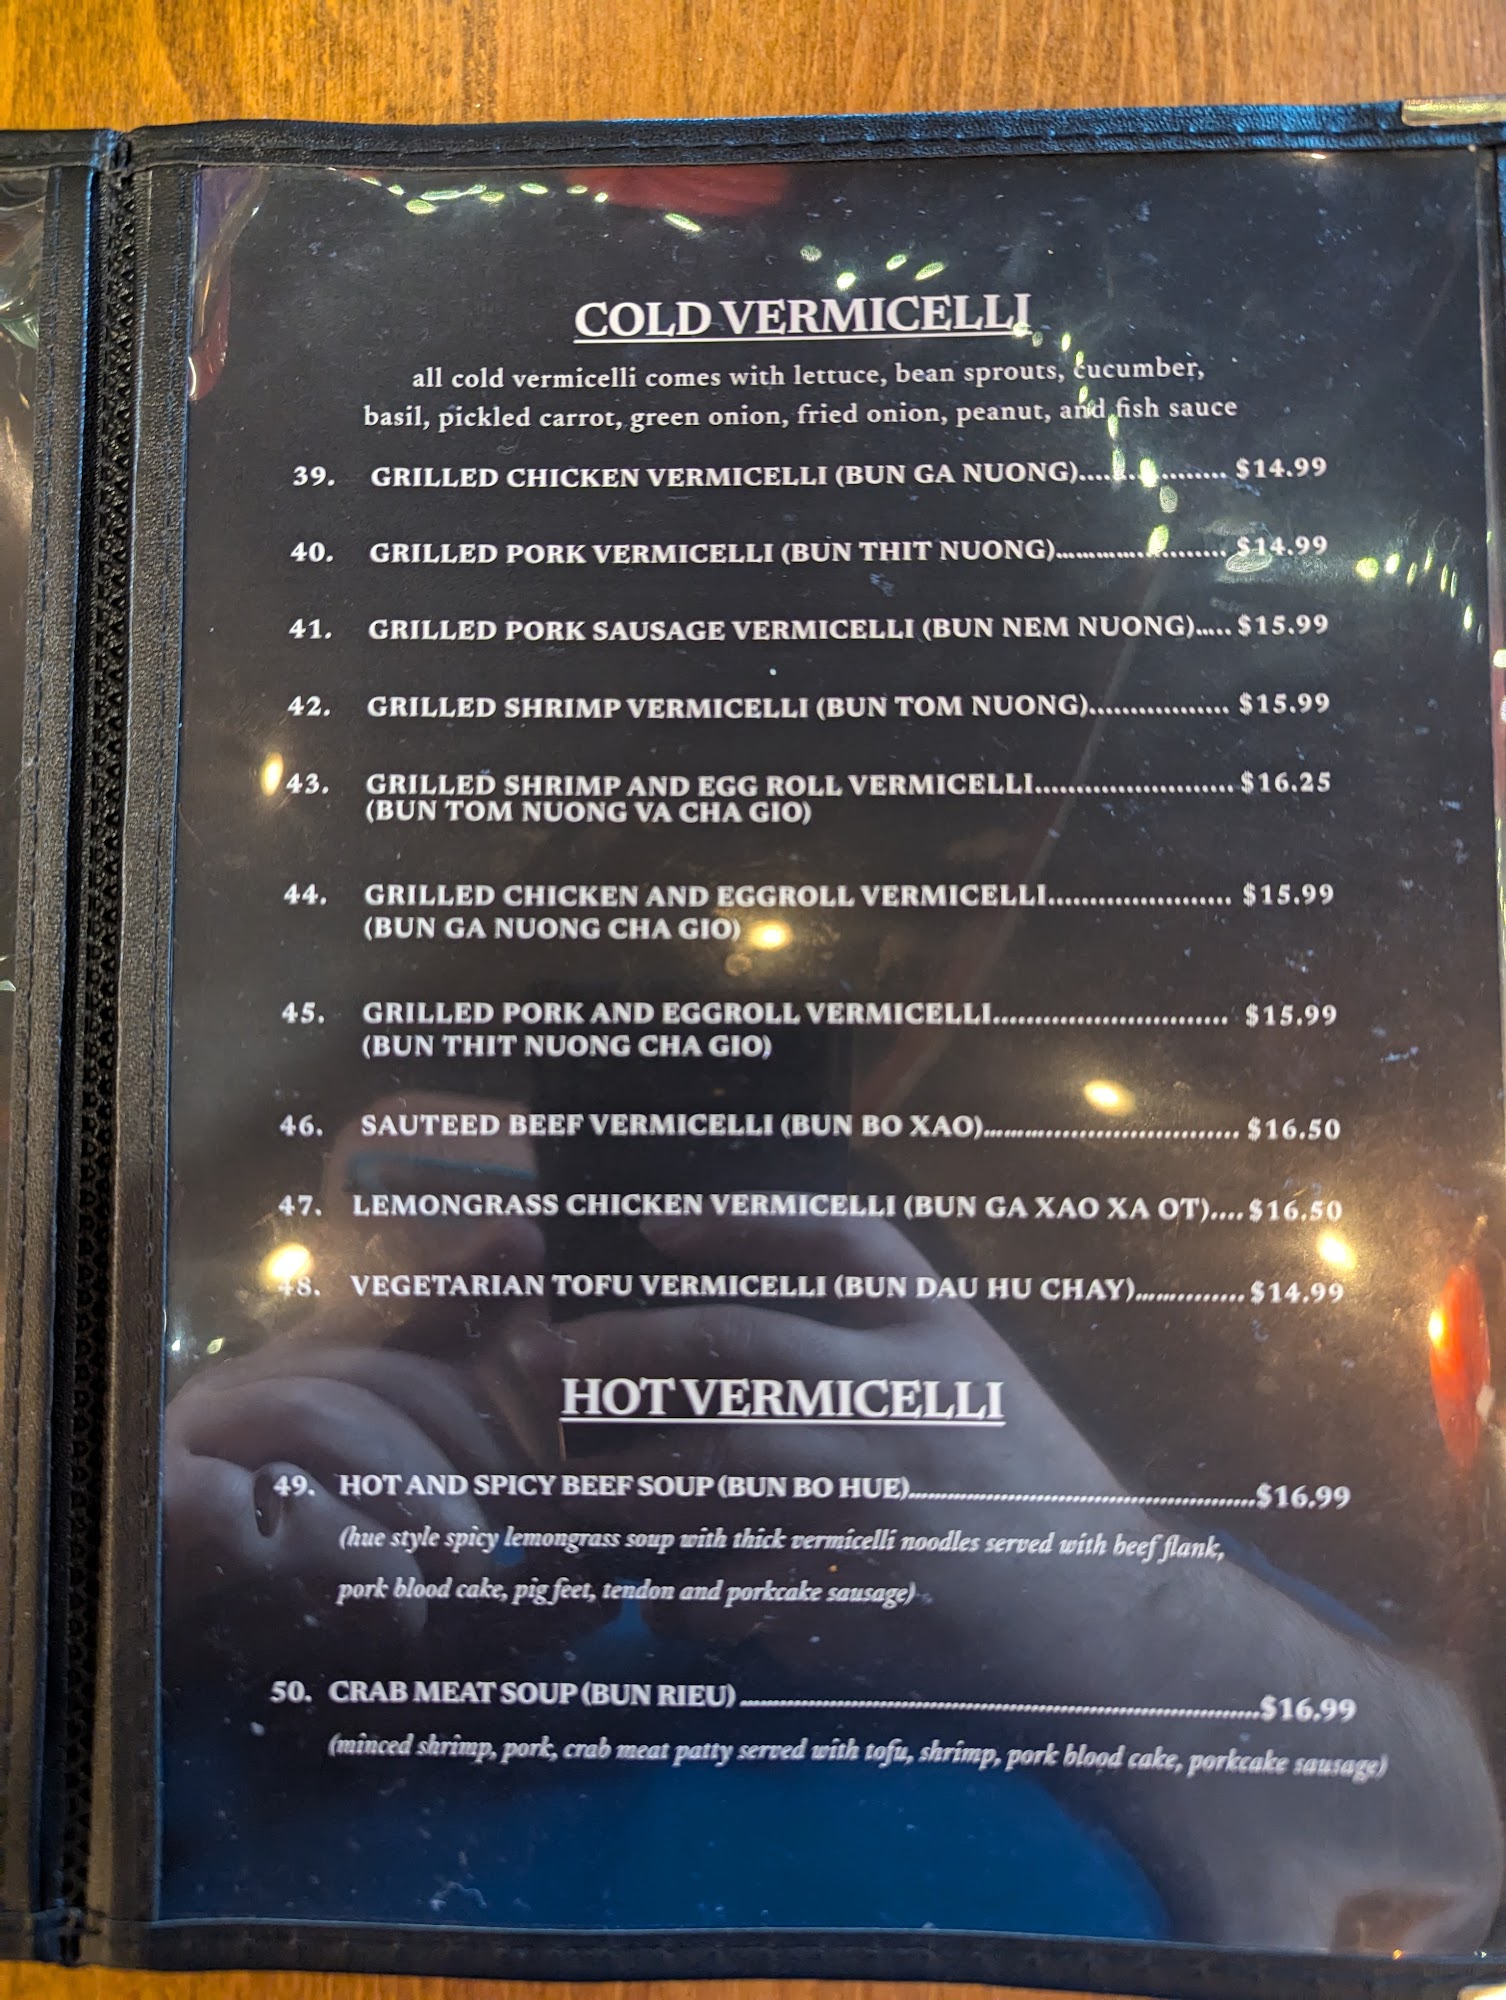 COLD VERMICELLI
all cold vermicelli comes with lettuce, bean sprouts, cucumber,
basil, pickled carrot, green onion, fried onion, peanut, and fish sauce
39. GRILLED CHICKEN VERMICELLI (BUN GA NUONG)................... $14.99
40. GRILLED PORK VERMICELLI (BUN THIT NUONG)...................... $14.99
41. GRILLED PORK SAUSAGE VERMICELLI (BUN NEM NUONG)..... $15.99
42. GRILLED SHRIMP VERMICELLI (BUN TOM NUONG)................. $15.99
43. GRILLED SHRIMP AND EGG ROLL VERMICELLI........................ $16.25
(BUN TOM NUONG VA CHA GIO)
44. GRILLED CHICKEN AND EGGROLL VERMICELLI...................... $15.99
(BUN GA NUONG CHA GIO)
45. GRILLED PORK AND EGGROLL VERMICELLI............................ $15.99
(BUN THIT NUONG CHA GIO)
46. SAUTEED BEEF VERMICELLI (BUN BO XAO)................................ $16.50
47. LEMONGRASS CHICKEN VERMICELLI (BUN GA XAO XA OT).... $16.50
48. VEGETARIAN TOFU VERMICELLI (BUN DAU HU CHAY).............. $14.99
HOT VERMICELLI
49. HOT AND SPICY BEEF SOUP (BUN BO HUE)..........................................$16.99
(hue style spicy lemongrass soup with thick vermicelli noodles served with beef flank,
pork blood cake, pig feet, tendon and porkcake sausage)
50. CRAB MEAT SOUP (BUN RIEU) ................................................................$16.99
(minced shrimp, pork, crab meat patty served with tofu, shrimp, pork blood cake, porkcake sausage)